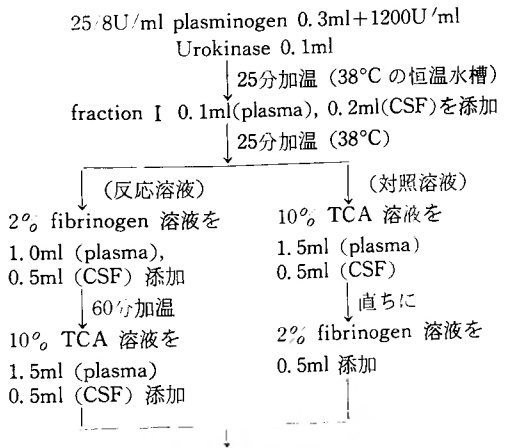 25/8U/ml plasminogen 0.3ml+1200U/ml
Urokinase 0.1ml
25分加温 (38°C の恒温水槽)
fraction I 0.1ml(plasma), 0.2ml(CSF)を添加
25分加温 (38°C)
(反応溶液)
2% fibrinogen 溶液を
1.0ml (plasma),
0.5ml (CSF) 添加
60分加温
10% TCA 溶液を
1.5ml (plasma)
0.5ml (CSF) 添加
(対照溶液)
10% TCA 溶液を
1.5ml (plasma)
0.5ml (CSF)
直ちに
2% fibrinogen 溶液を
0.5ml 添加